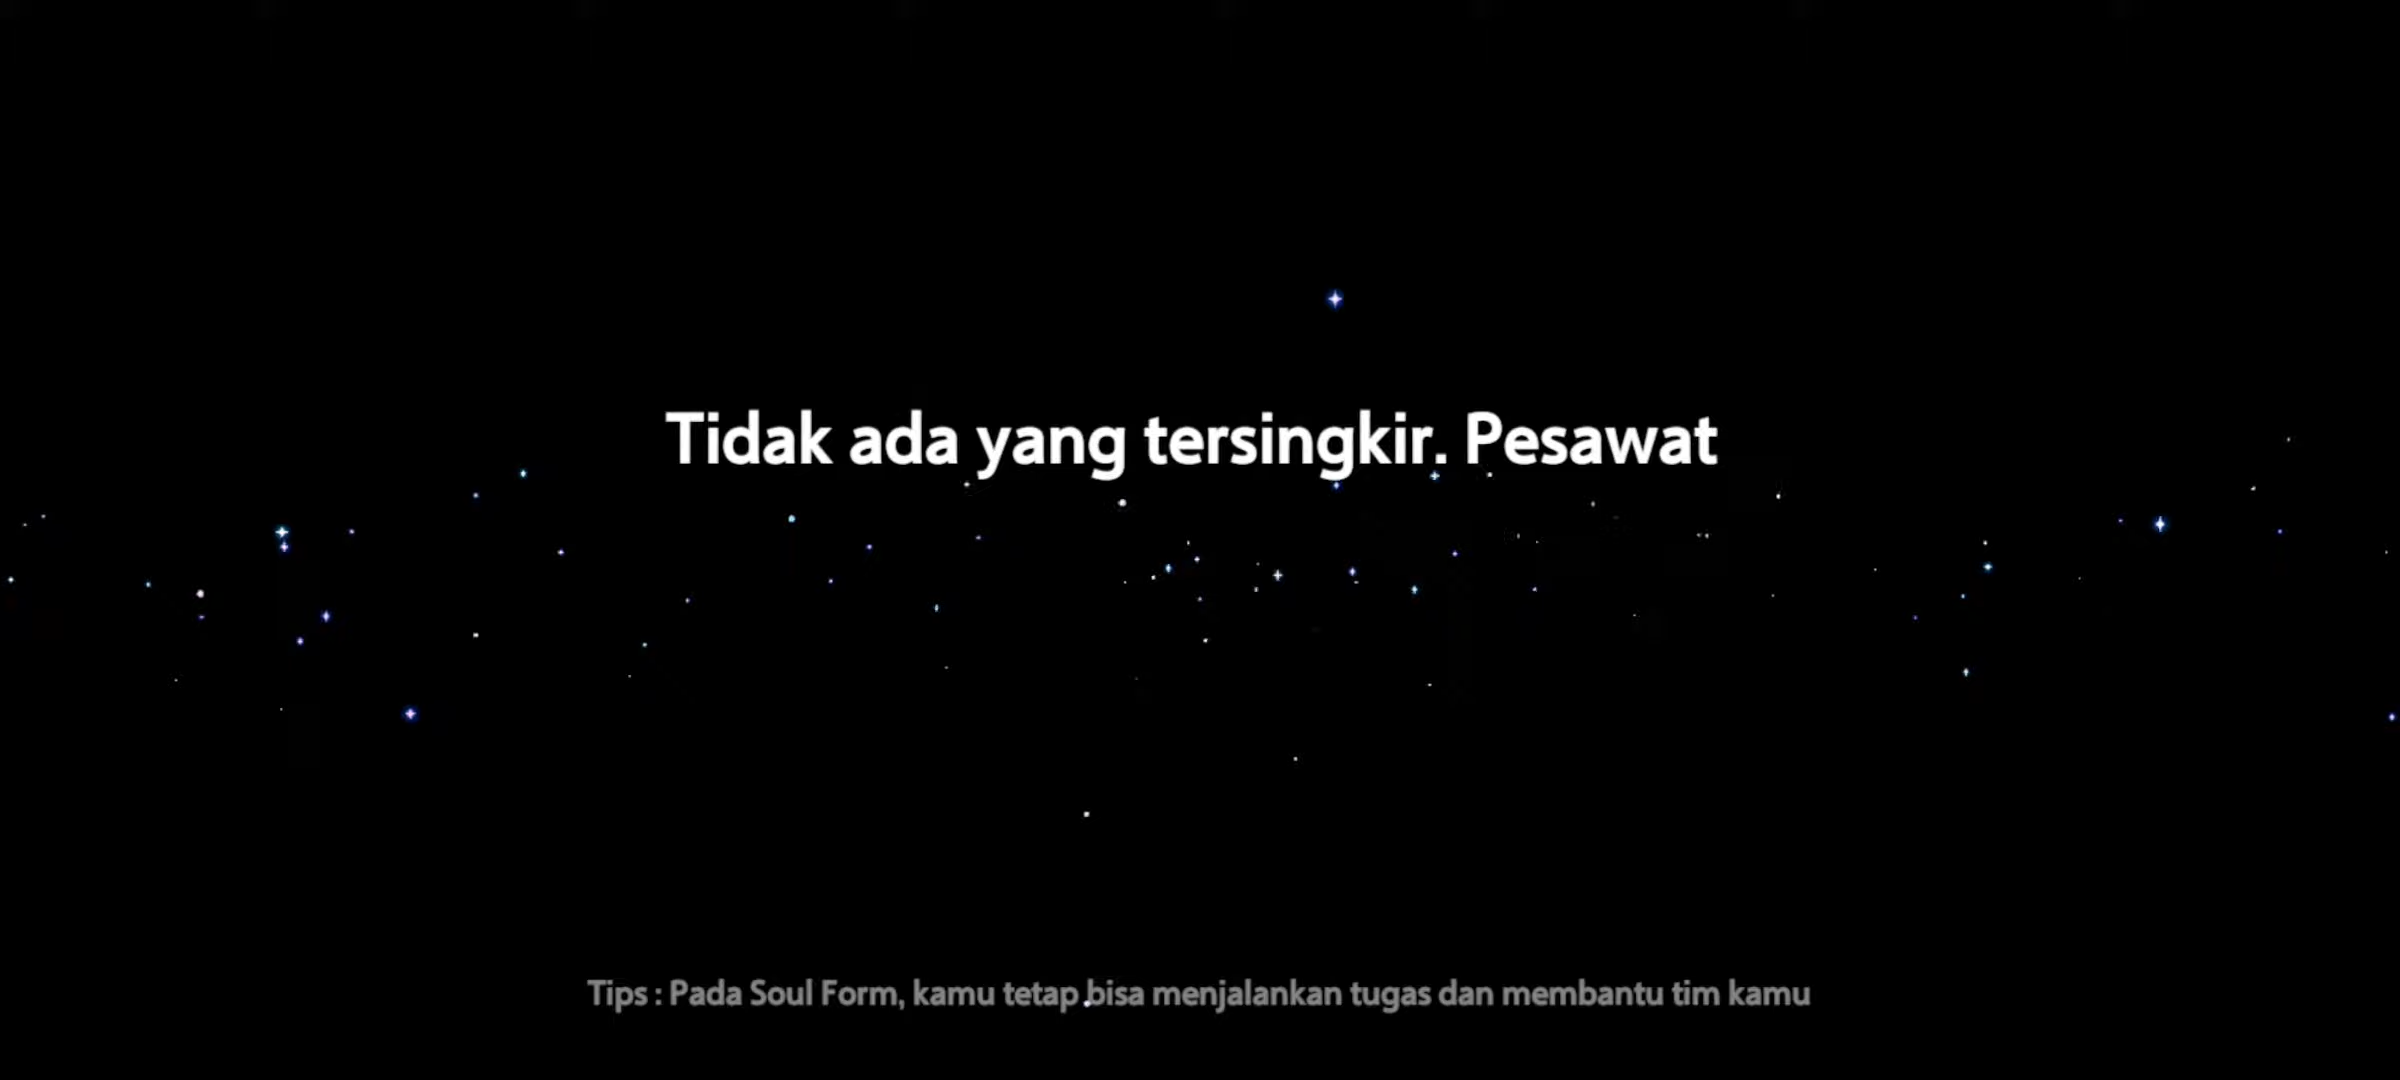 Tidak ada yang tersingkir. Pesawat
Tips : Pada Soul Form, kamu tetap bisa menjalankan tugas dan membantu tim kamu